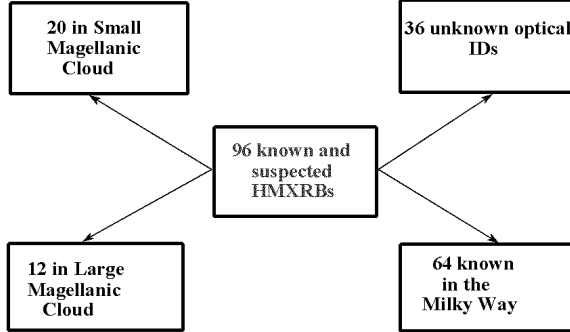 20 in Small
Magellanic
Cloud
36 unknown optical
IDs
96 known and
suspected
HMXRBs
12 in Large
Magellanic
Cloud
64 known
in the
Milky Way